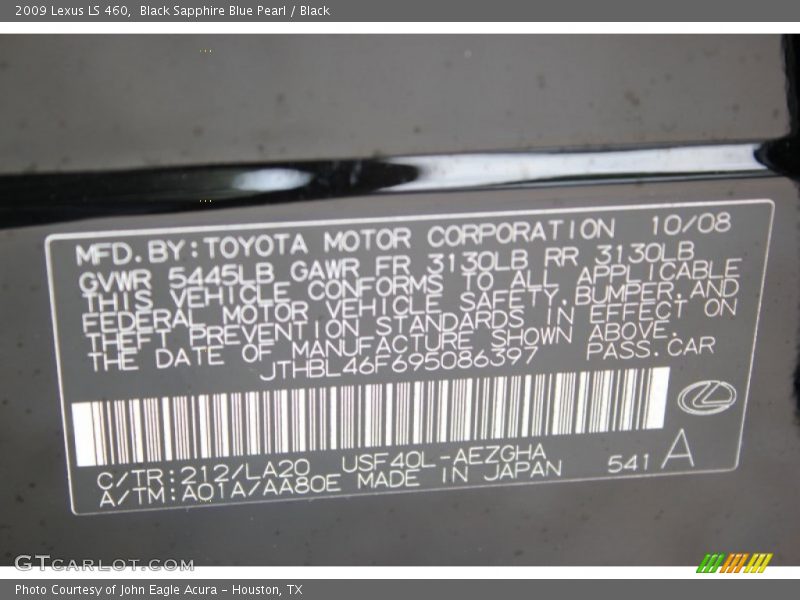 2009 Lexus LS 460,  Black Sapphire Blue Pearl / Black
MFD.BY:TOYOTA MOTOR CORPORATION 10/08
GVWR 5445LB GAWR FR 3130LB RR 3130LB
THIS VEHICLE CONFORMS TO ALL APPLICABLE
FEDERAL MOTOR VEHICLE SAFETY,BUMPER,AND
THEFT PREVENTION STANDARDS IN EFFECT ON
THE DATE OF MANUFACTURE SHOWN ABOVE.
JTHBL46F695086397 PASS.CAR
C/TR:212/LA20 USF40L-AEZGHA
A/TM:A01A/AA80E MADE IN JAPAN 541 A
GTCARLOT.COM
Photo Courtesy of John Eagle Acura - Houston, TX